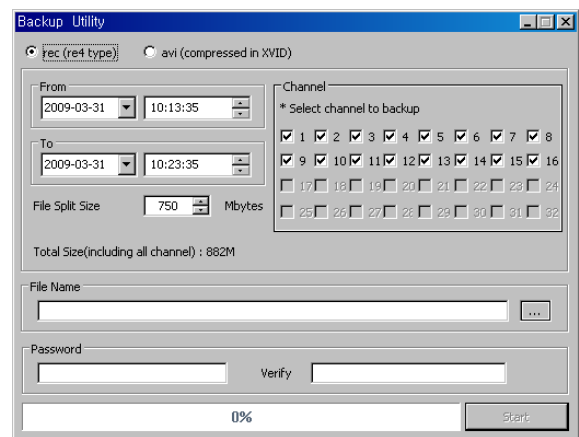 Backup Utility
rec (re4 type) avi (compressed in XVID)
From
2009-03-31 10:13:35
To
2009-03-31 10:23:35
File Split Size 750 Mbytes
Total Size(including all channel) : 882M
Channel
* Select channel to backup
1 2 3 4 5 6 7 8
9 10 11 12 13 14 15 16
17 18 19 20 21 22 23 24
25 26 27 28 29 30 31 32
File Name
...
Password
Verify
0% Start